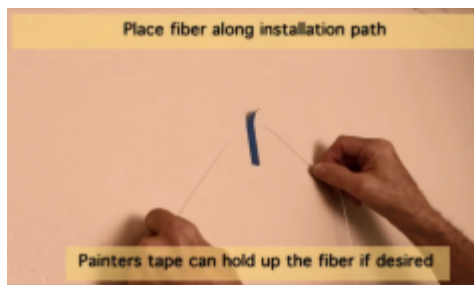 Place fiber along installation path
Painters tape can hold up the fiber if desired